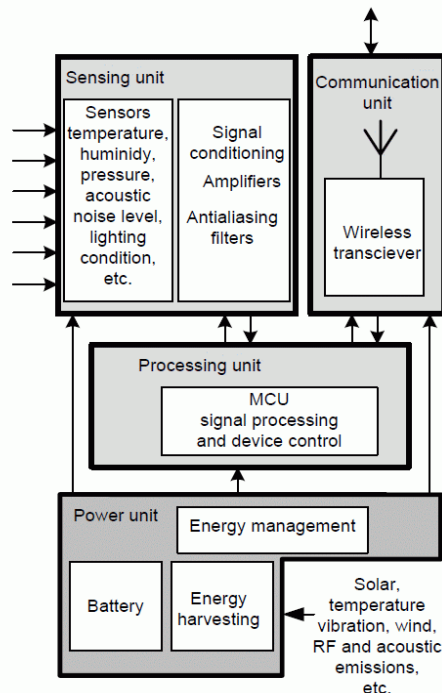 Sensing unit
Sensors
temperature,
huminidy,
pressure,
acoustic
noise level,
lighting
condition,
etc.
Signal
conditioning
Amplifiers
Antialiasing
filters
Communication
unit
Wireless
transciever
Processing unit
MCU
signal processing
and device control
Power unit
Energy management
Battery
Energy
harvesting
Solar,
temperature
vibration, wind,
RF and acoustic
emissions,
etc.